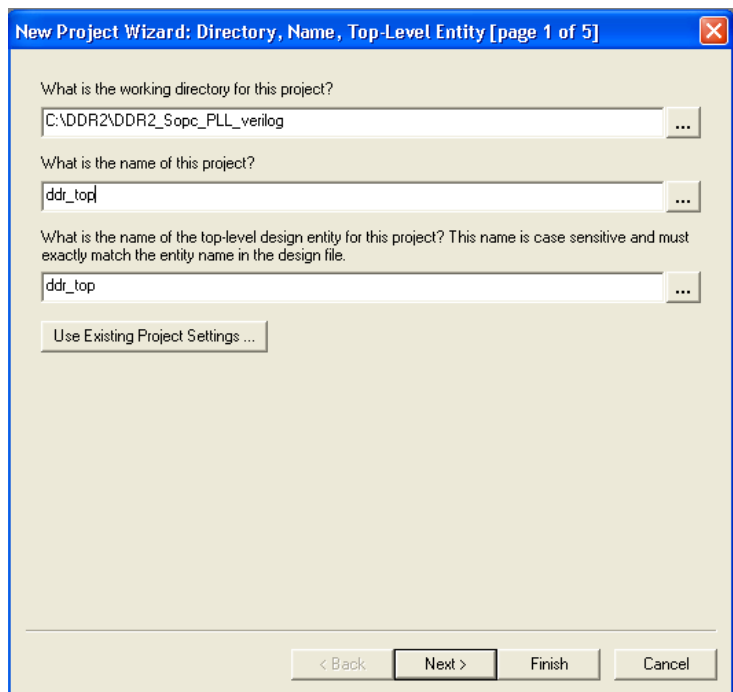 New Project Wizard: Directory, Name, Top-Level Entity [page 1 of 5]
What is the working directory for this project?
C:\DDR2\DDR2_Sopc_PLL_verilog
...
What is the name of this project?
ddr_top
...
What is the name of the top-level design entity for this project? This name is case sensitive and must
exactly match the entity name in the design file.
ddr_top
...
Use Existing Project Settings ...
< Back
Next >
Finish
Cancel